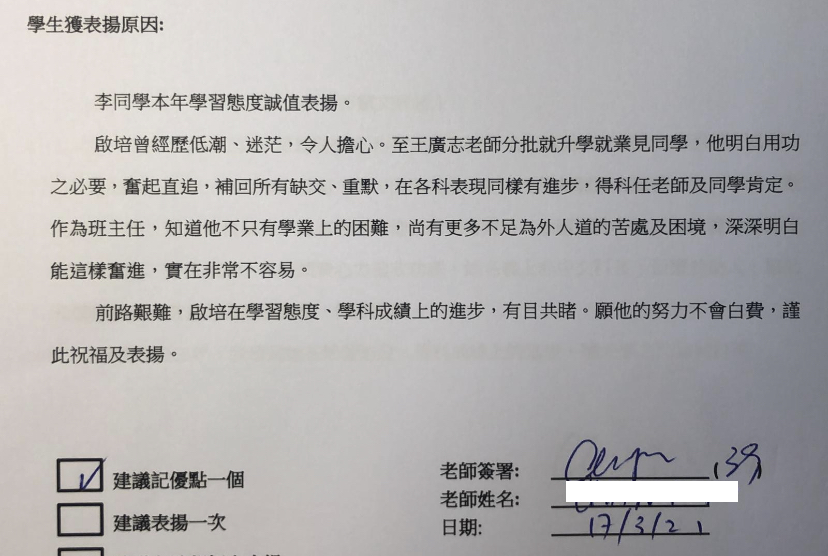 學生獲表揚原因:
李同學本年學習態度誠值表揚。
啟培曾經歷低潮、迷茫，令人擔心。至王廣志老師分批就升學就業見同學，他明白用功
之必要，奮起直追，補回所有缺交、重默，在各科表現同樣有進步，得科任老師及同學肯定。
作為班主任，知道他不只有學業上的困難，尚有更多不足為外人道的苦處及困境，深深明白
能這樣奮進，實在非常不容易。
前路艱難，啟培在學習態度、學科成績上的進步，有目共睹。願他的努力不會白費，謹
此祝福及表揚。
建議記優點一個
建議表揚一次
老師簽署:
老師姓名:
日期: 17/3/21